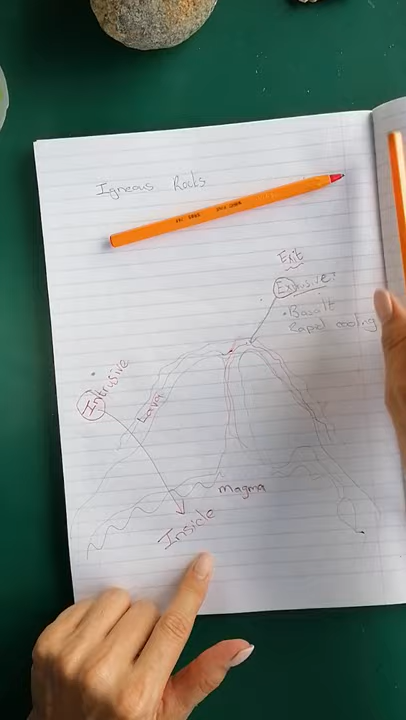 Igneous Rocks
Exit
Extrusive:
• Basalt
Rapid cooling
Intrusive
Lava
Magma
Inside